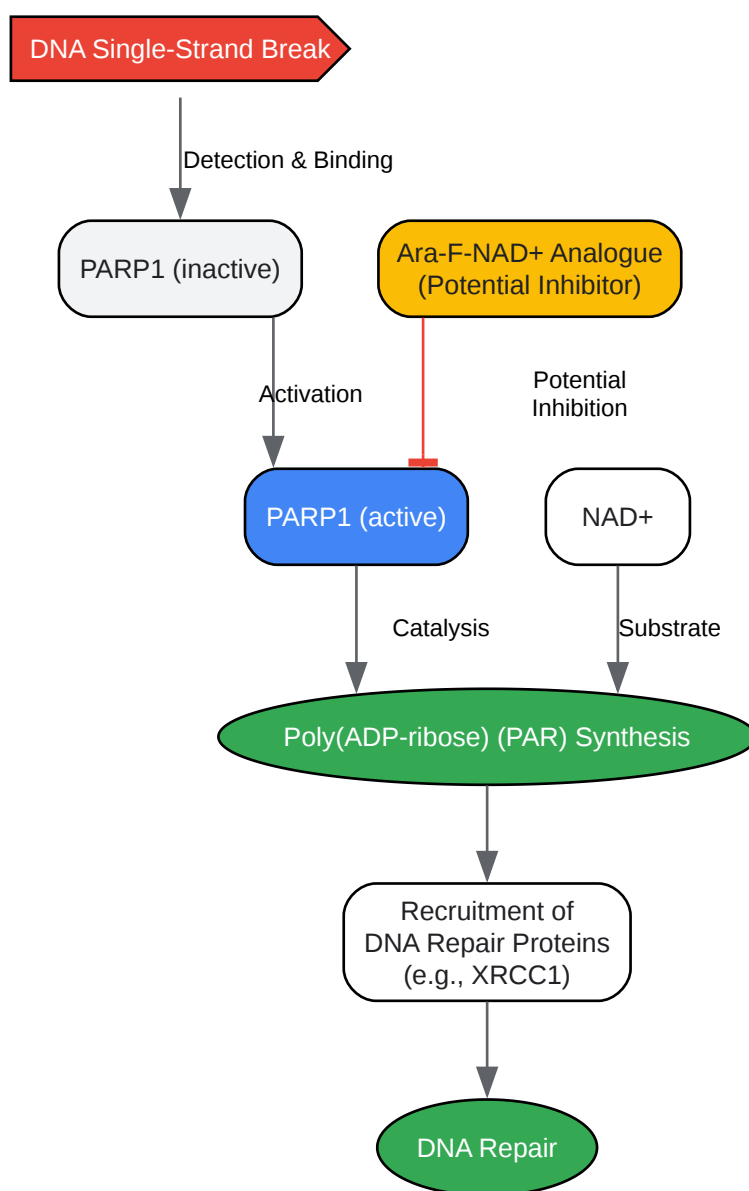 DNA Single-Strand Break
Detection & Binding
PARP1 (inactive)
Ara-F-NAD+ Analogue
(Potential Inhibitor)
Activation
Potential
Inhibition
PARP1 (active)
NAD+
Catalysis
Substrate
Poly(ADP-ribose) (PAR) Synthesis
Recruitment of
DNA Repair Proteins
(e.g., XRCC1)
DNA Repair